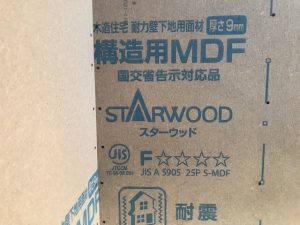 木造住宅 耐力壁下地用面材 厚さ9mm
構造用MDF
国交省告示対応品
STARWOOD
スターウッド
JIS
F☆☆☆☆
JIS A 5905 25P S-MDF
耐震